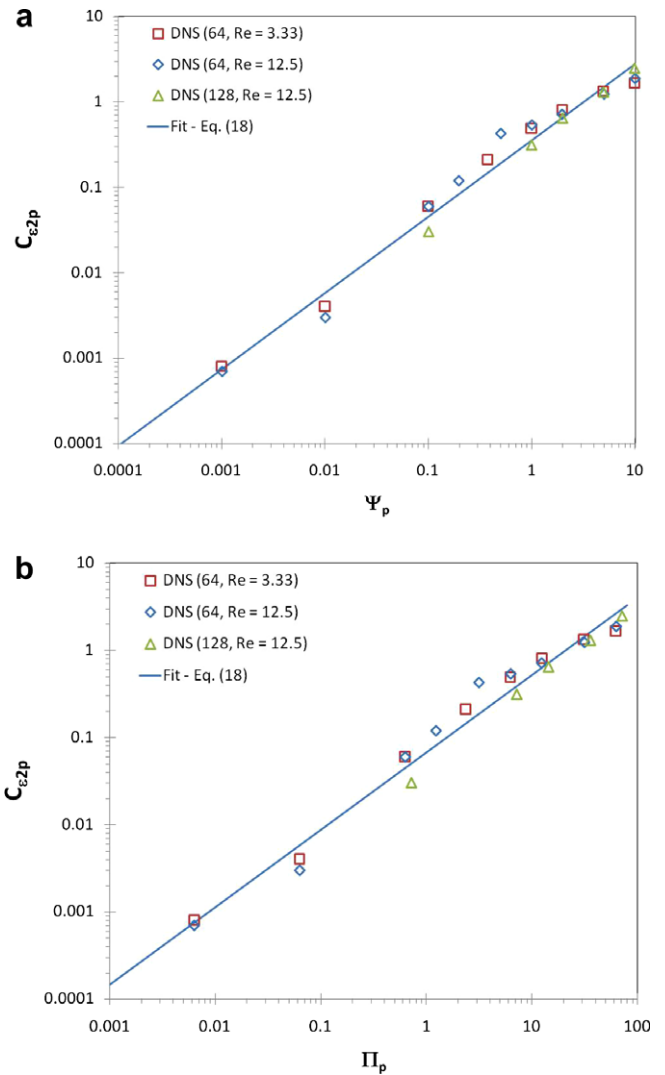 a
10
DNS (64, Re = 3.33)
DNS (64, Re = 12.5)
DNS (128, Re = 12.5)
Fit - Eq. (18)
1
0.1
0.01
0.001
0.0001
Cε2p
0.0001 0.001 0.01 0.1 1 10
Ψp
b
10
DNS (64, Re = 3.33)
DNS (64, Re = 12.5)
DNS (128, Re = 12.5)
Fit - Eq. (18)
1
0.1
0.01
0.001
0.0001
Cε2p
0.001 0.01 0.1 1 10 100
Πp